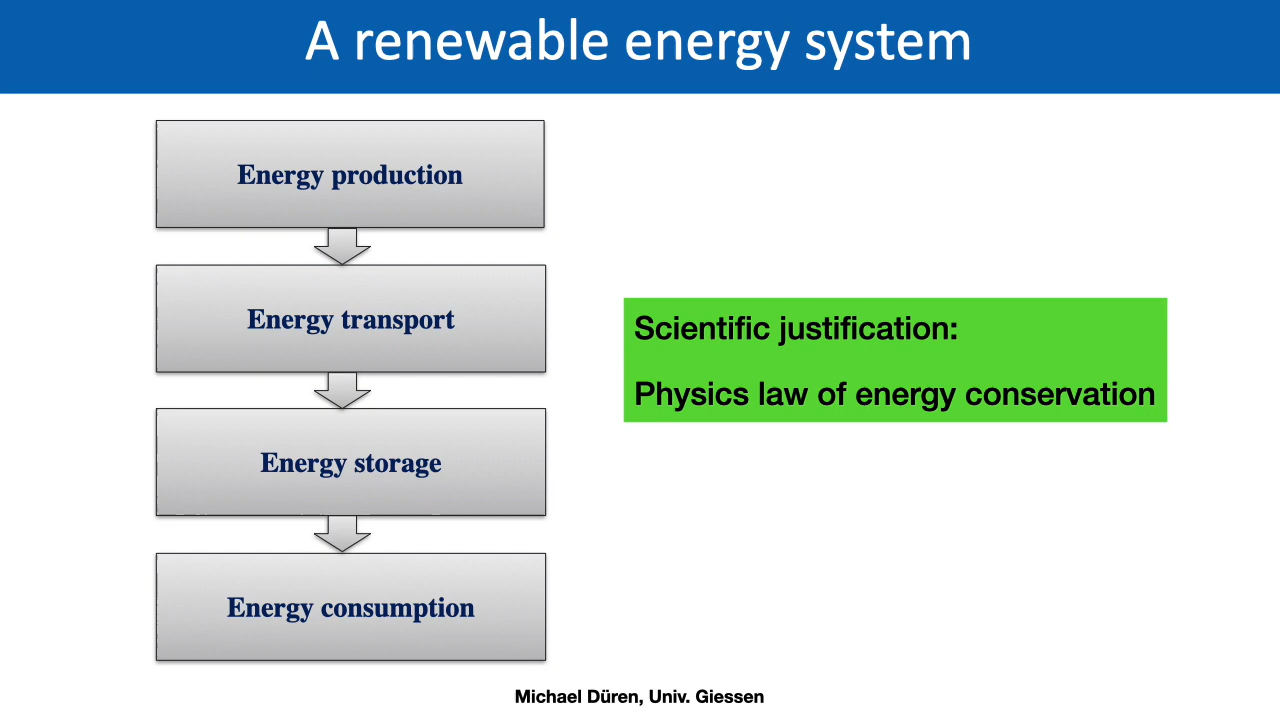 A renewable energy system
Energy production
Energy transport
Energy storage
Energy consumption
Scientific justification:
Physics law of energy conservation
Michael Düren, Univ. Giessen